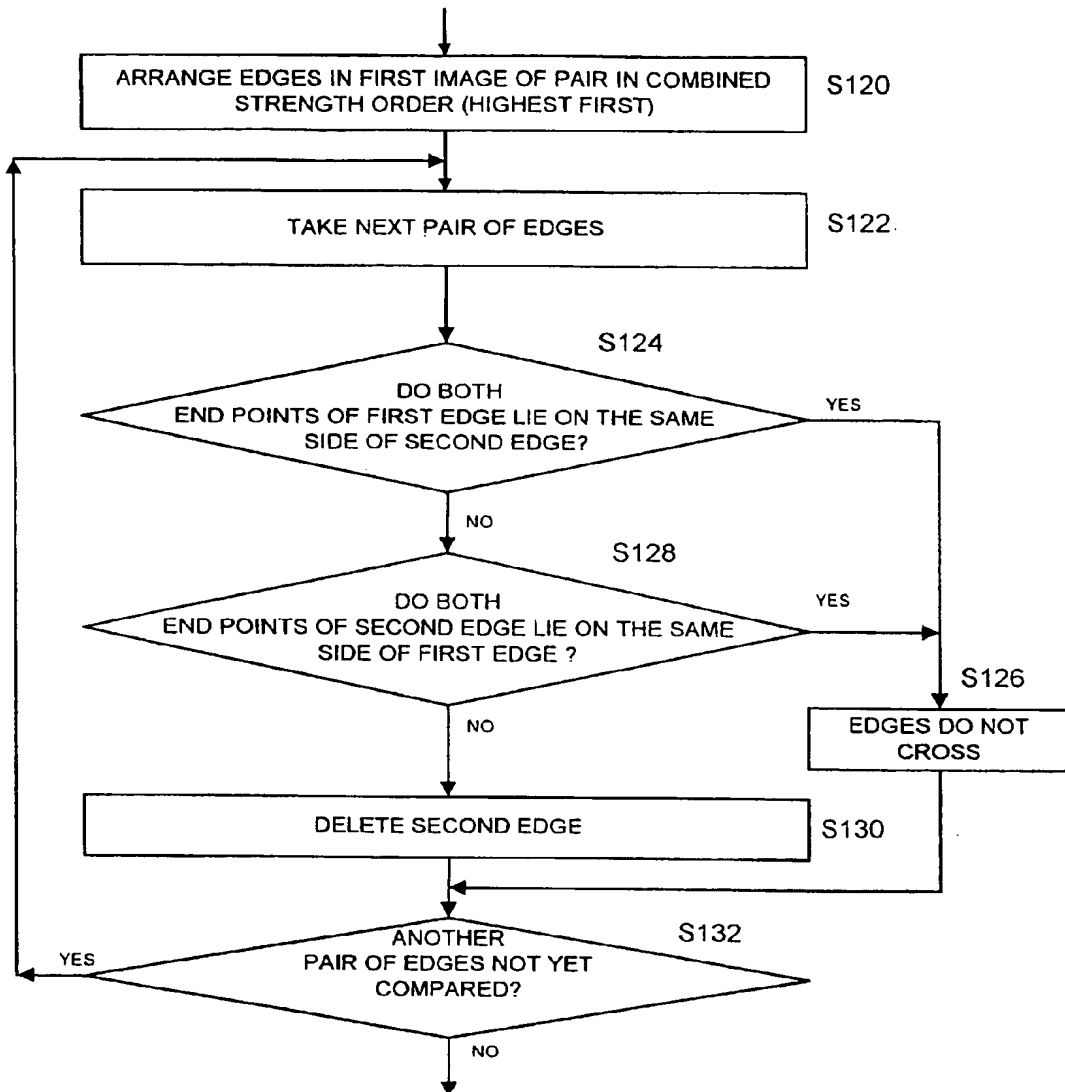 ARRANGE EDGES IN FIRST IMAGE OF PAIR IN COMBINED
STRENGTH ORDER (HIGHEST FIRST)
S120
TAKE NEXT PAIR OF EDGES
S122
S124
DO BOTH
END POINTS OF FIRST EDGE LIE ON THE SAME
SIDE OF SECOND EDGE?
YES
NO
S128
DO BOTH
END POINTS OF SECOND EDGE LIE ON THE SAME
SIDE OF FIRST EDGE ?
YES
NO
S126
EDGES DO NOT
CROSS
DELETE SECOND EDGE
S130
S132
ANOTHER
PAIR OF EDGES NOT YET
COMPARED?
YES
NO